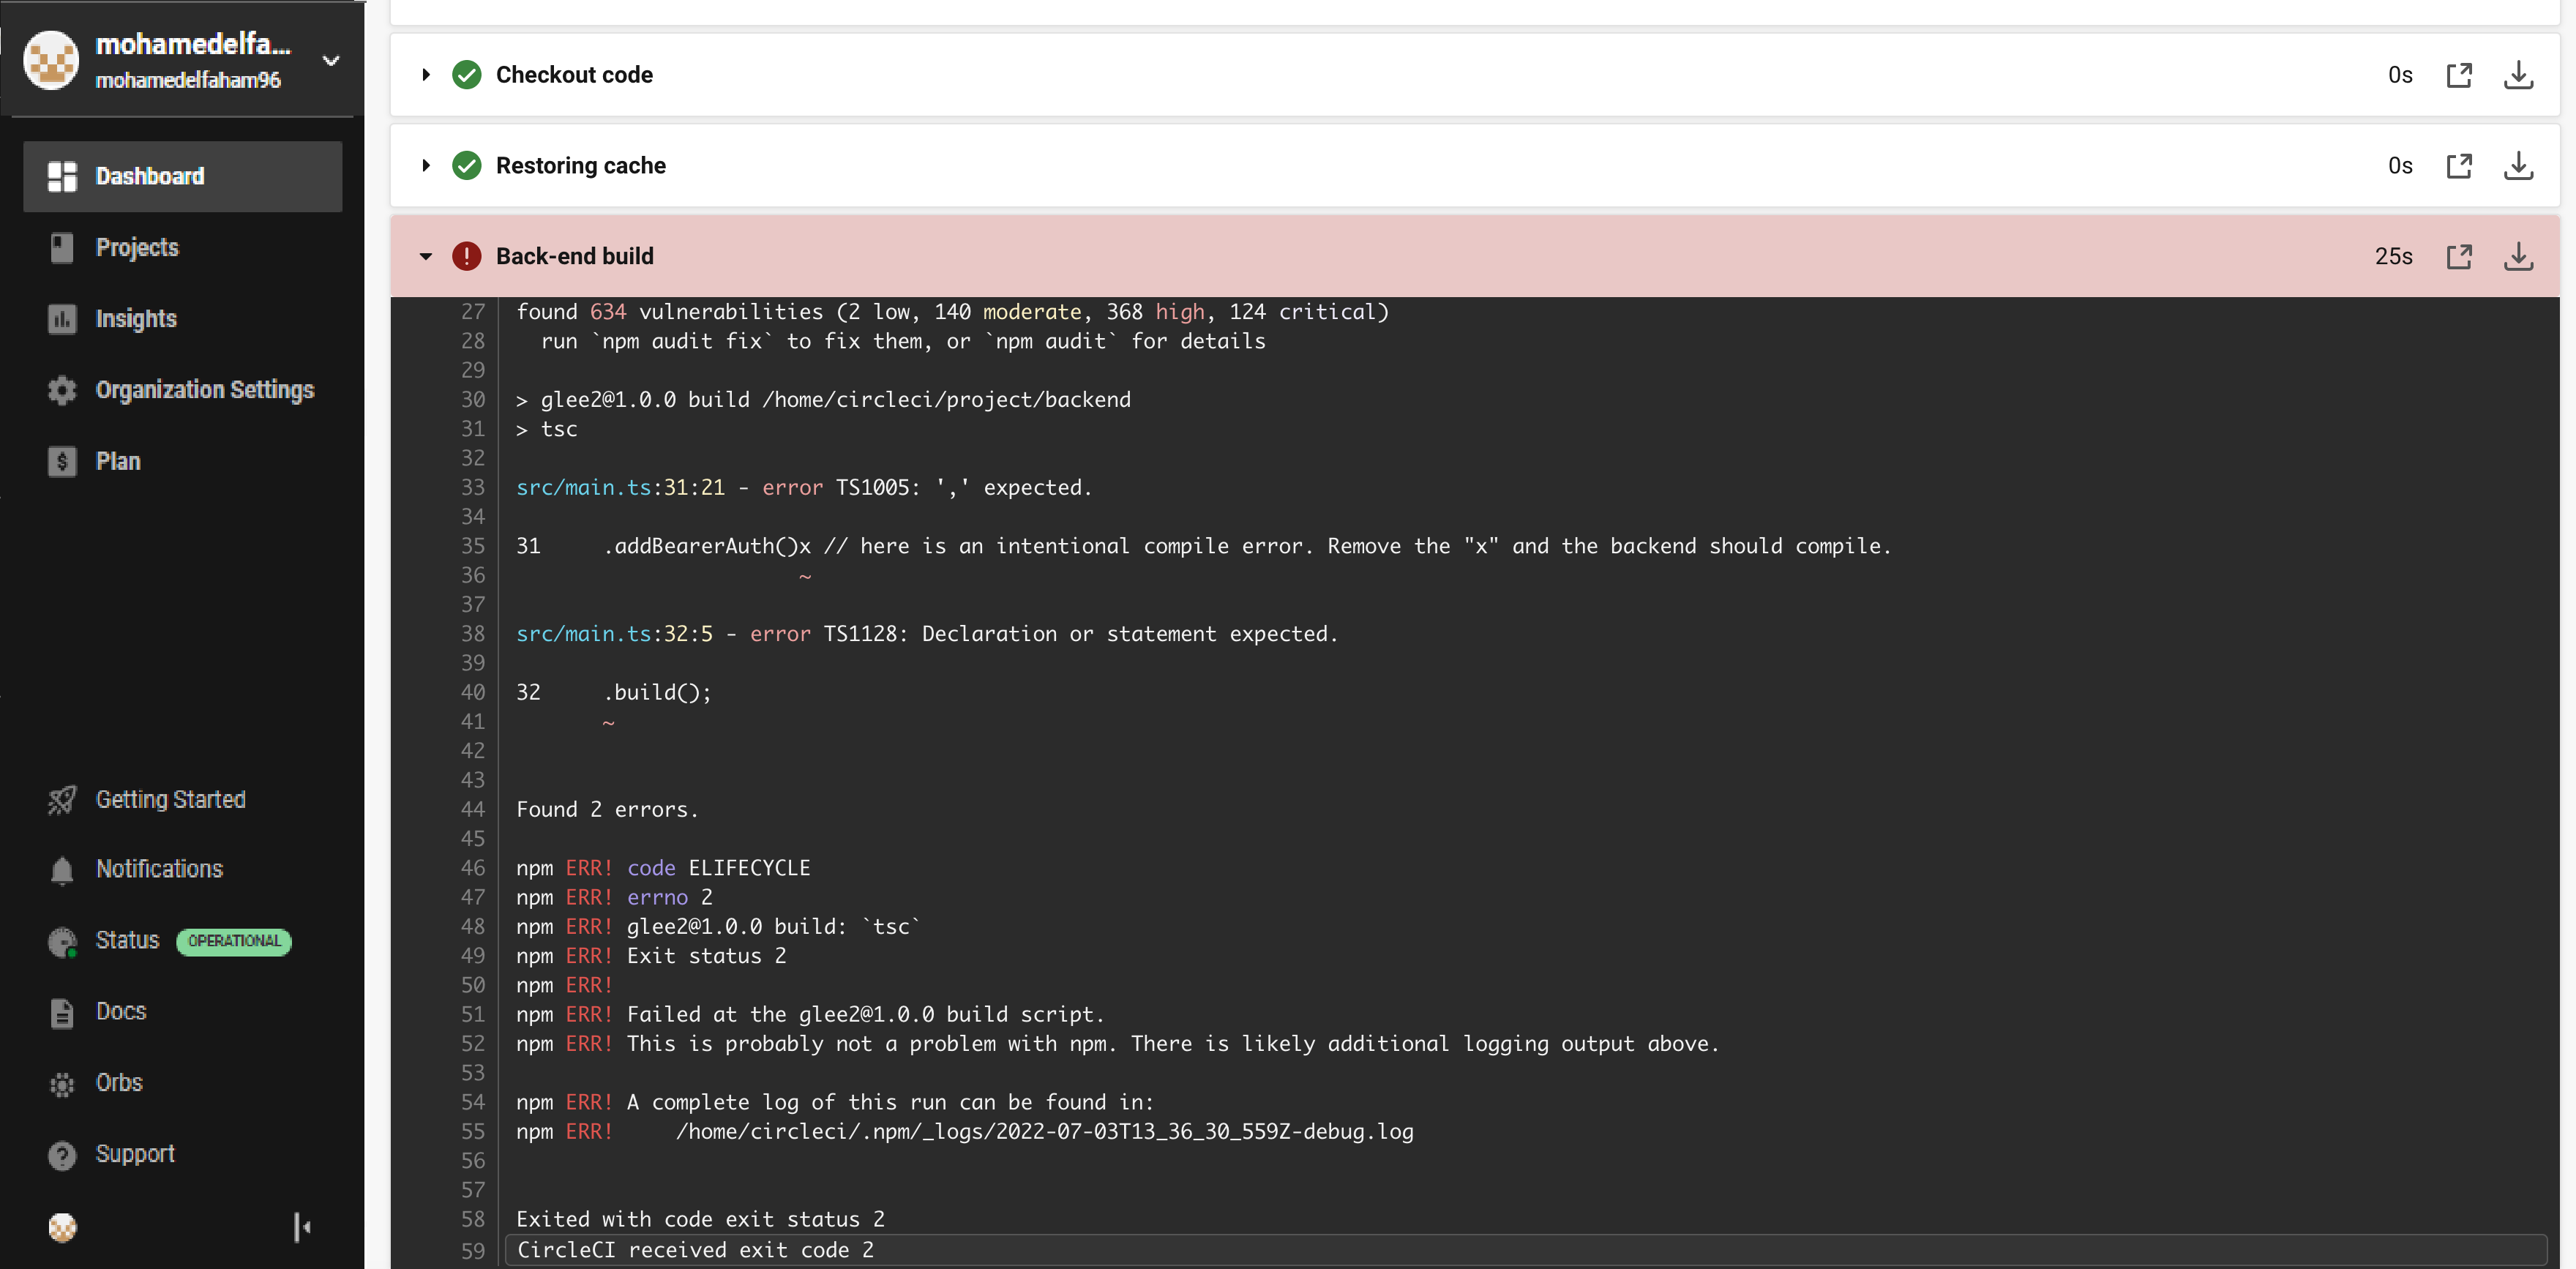 mohamedelfa...
mohamedelfaham96
Dashboard
Projects
Insights
Organization Settings
Plan
Getting Started
Notifications
Status OPERATIONAL
Docs
Orbs
Support
Checkout code 0s
Restoring cache 0s
Back-end build 25s
27 found 634 vulnerabilities (2 low, 140 moderate, 368 high, 124 critical)
28 run `npm audit fix` to fix them, or `npm audit` for details
29
30 > glee2@1.0.0 build /home/circleci/project/backend
31 > tsc
32
33 src/main.ts:31:21 - error TS1005: ',' expected.
34
35 31 .addBearerAuth()x // here is an intentional compile error. Remove the "x" and the backend should compile.
36 ~
37
38 src/main.ts:32:5 - error TS1128: Declaration or statement expected.
39
40 32 .build();
41 ~
42
43
44 Found 2 errors.
45
46 npm ERR! code ELIFECYCLE
47 npm ERR! errno 2
48 npm ERR! glee2@1.0.0 build: `tsc`
49 npm ERR! Exit status 2
50 npm ERR!
51 npm ERR! Failed at the glee2@1.0.0 build script.
52 npm ERR! This is probably not a problem with npm. There is likely additional logging output above.
53
54 npm ERR! A complete log of this run can be found in:
55 npm ERR! /home/circleci/.npm/_logs/2022-07-03T13_36_30_559Z-debug.log
56
57
58 Exited with code exit status 2
59 CircleCI received exit code 2